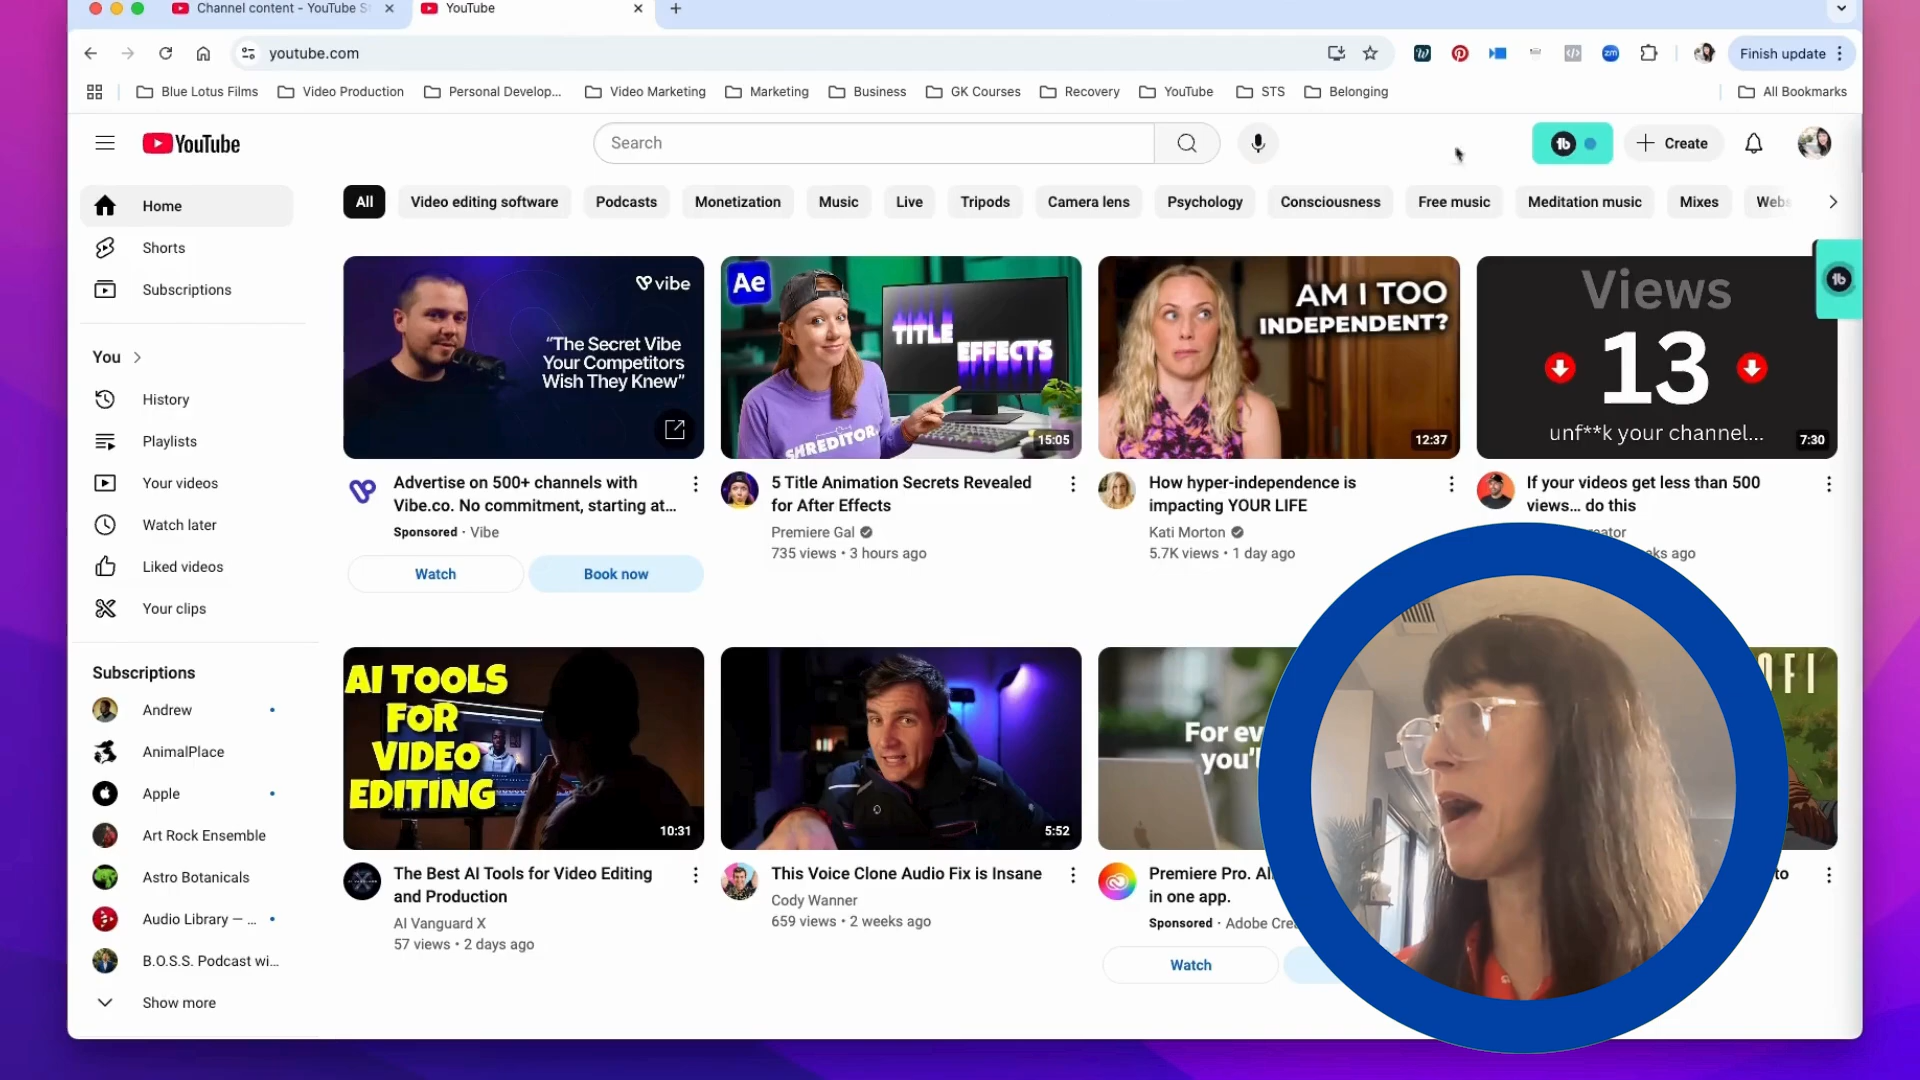 Channel content - YouTube S
YouTube
youtube.com
Finish update
Blue Lotus Films
Video Production
Personal Develop...
Video Marketing
Marketing
Business
GK Courses
Recovery
YouTube
STS
Belonging
All Bookmarks
YouTube
Search
Create
Home
Shorts
Subscriptions
You
History
Playlists
Your videos
Watch later
Liked videos
Your clips
Subscriptions
Andrew
AnimalPlace
Apple
Art Rock Ensemble
Astro Botanicals
Audio Library — ...
B.O.S.S. Podcast wi...
Show more
All
Video editing software
Podcasts
Monetization
Music
Live
Tripods
Camera lens
Psychology
Consciousness
Free music
Meditation music
Mixes
Webs
vibe
"The Secret Vibe
Your Competitors
Wish They Knew"
Advertise on 500+ channels with
Vibe.co. No commitment, starting at...
Sponsored · Vibe
Watch
Book now
Ae
TITLE
EFFECTS
SHREDITOR
15:05
5 Title Animation Secrets Revealed
for After Effects
Premiere Gal
735 views • 3 hours ago
AM I TOO
INDEPENDENT?
12:37
How hyper-independence is
impacting YOUR LIFE
Kati Morton
5.7K views • 1 day ago
Views
13
unf**k your channel...
7:30
If your videos get less than 500
views... do this
ago
AI TOOLS
FOR
VIDEO
EDITING
10:31
The Best AI Tools for Video Editing
and Production
AI Vanguard X
57 views • 2 days ago
5:52
This Voice Clone Audio Fix is Insane
Cody Wanner
659 views • 2 weeks ago
For ev
you'l
Premiere Pro. Al
in one app.
Sponsored · Adobe Crea
Watch
OFI
to